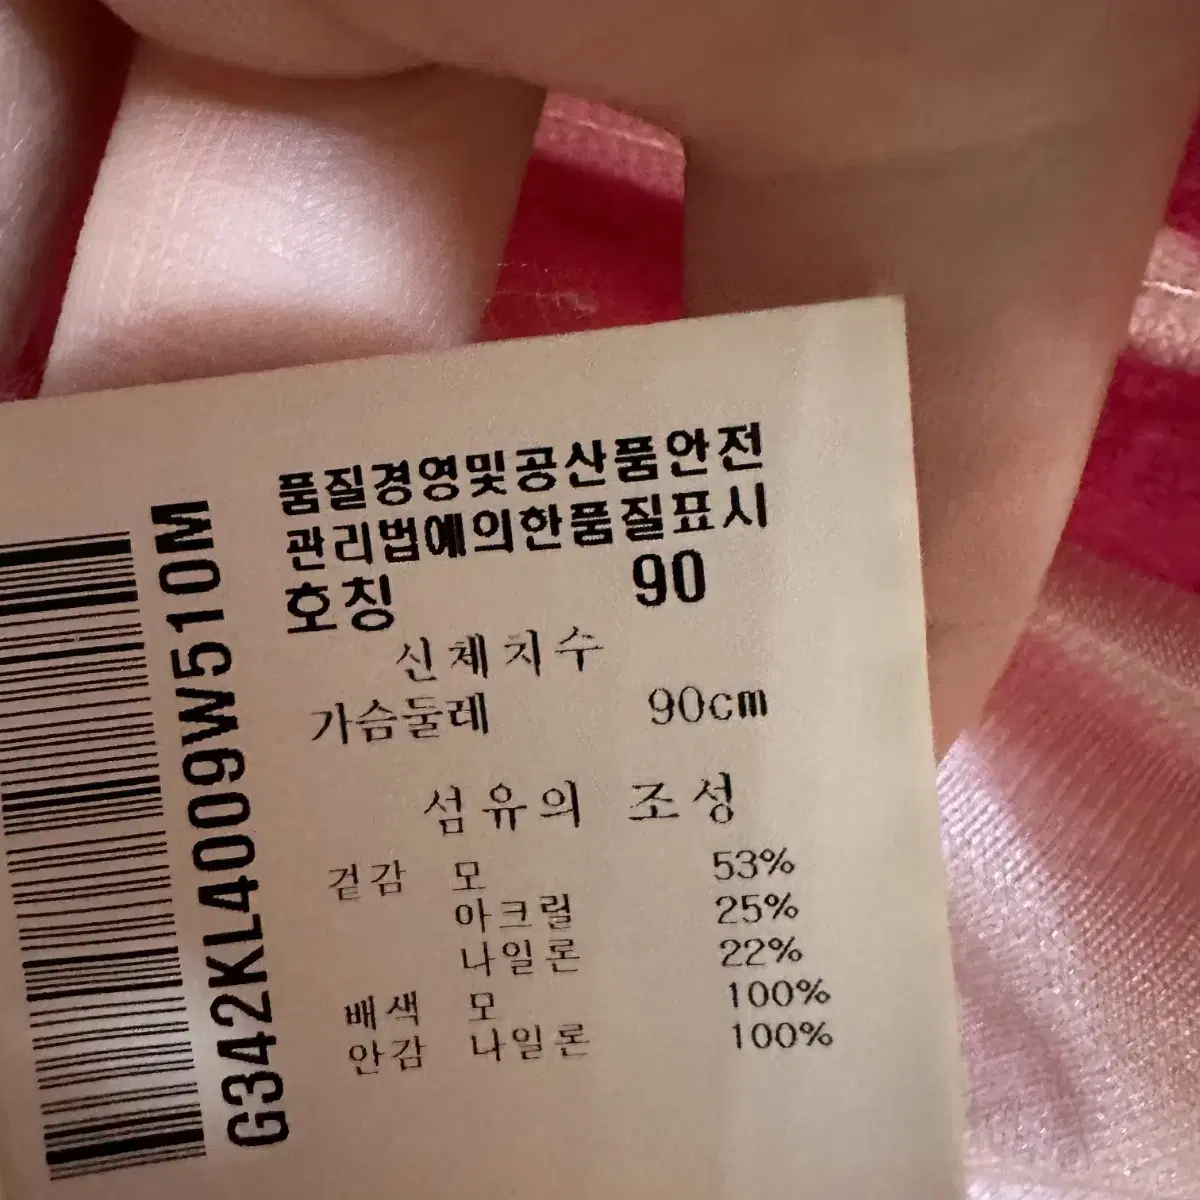 품질경영및공산품안전
관리법에의한품질표시
호칭 90
신체치수
가슴둘레 90cm
섬유의 조성
겉감 모 53%
아크릴 25%
나일론 22%
배색 모 100%
안감 나일론 100%
G342KL4009W510M